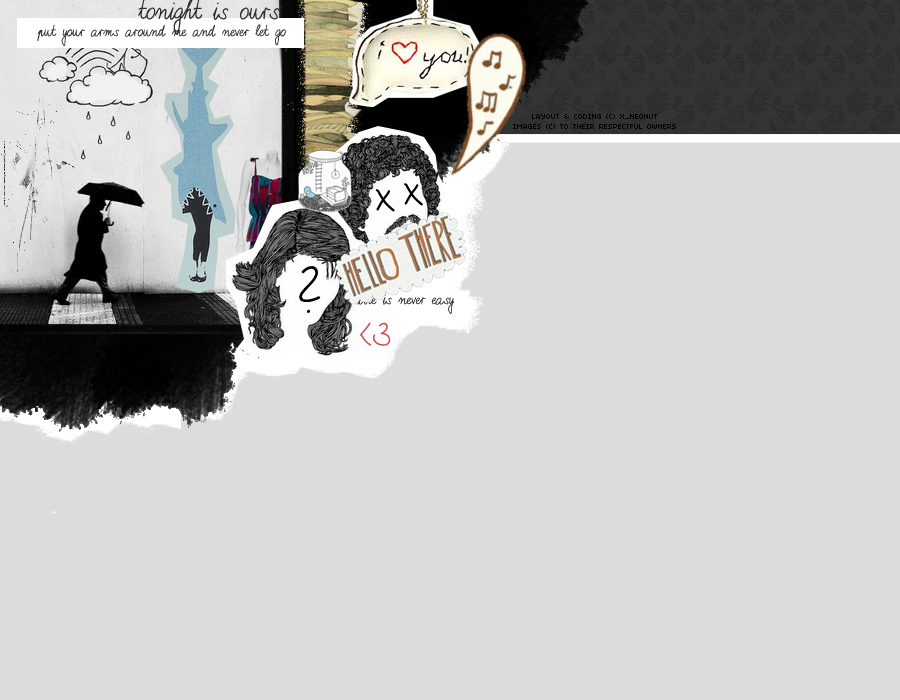 tonight is ours
put your arms around me and never let go
i ♡ you!
LAYOUT & CODING (C) X_NEONUT
IMAGES (C) TO THEIR RESPECTFUL OWNERS
X X
HELLO THERE
?
is never easy
<3